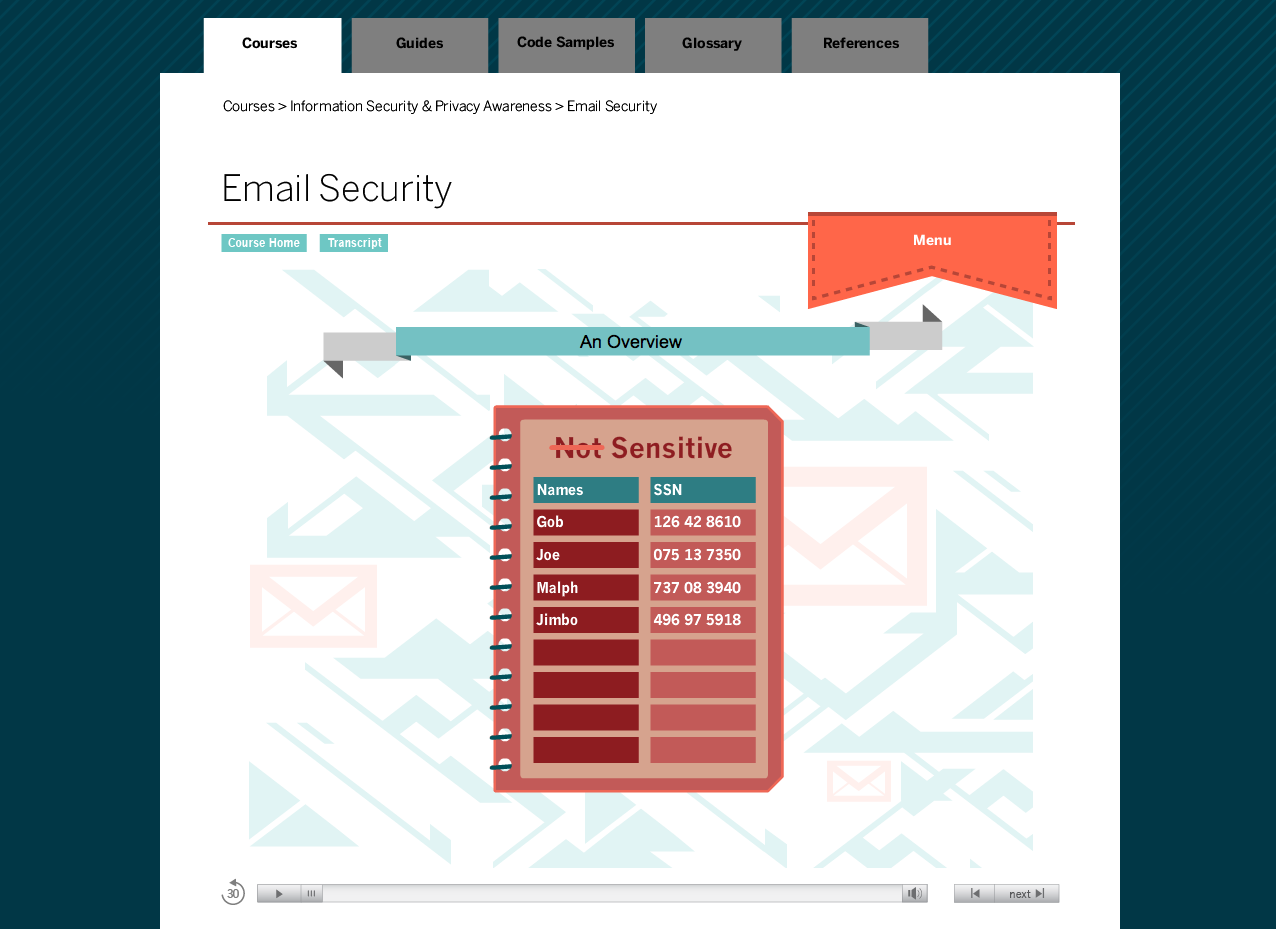 Courses Guides Code Samples Glossary References
Courses > Information Security & Privacy Awareness > Email Security
Email Security
Course Home Transcript
Menu
An Overview
Not Sensitive
Names SSN
Gob 126 42 8610
Joe 075 13 7350
Malph 737 08 3940
Jimbo 496 97 5918
30 next